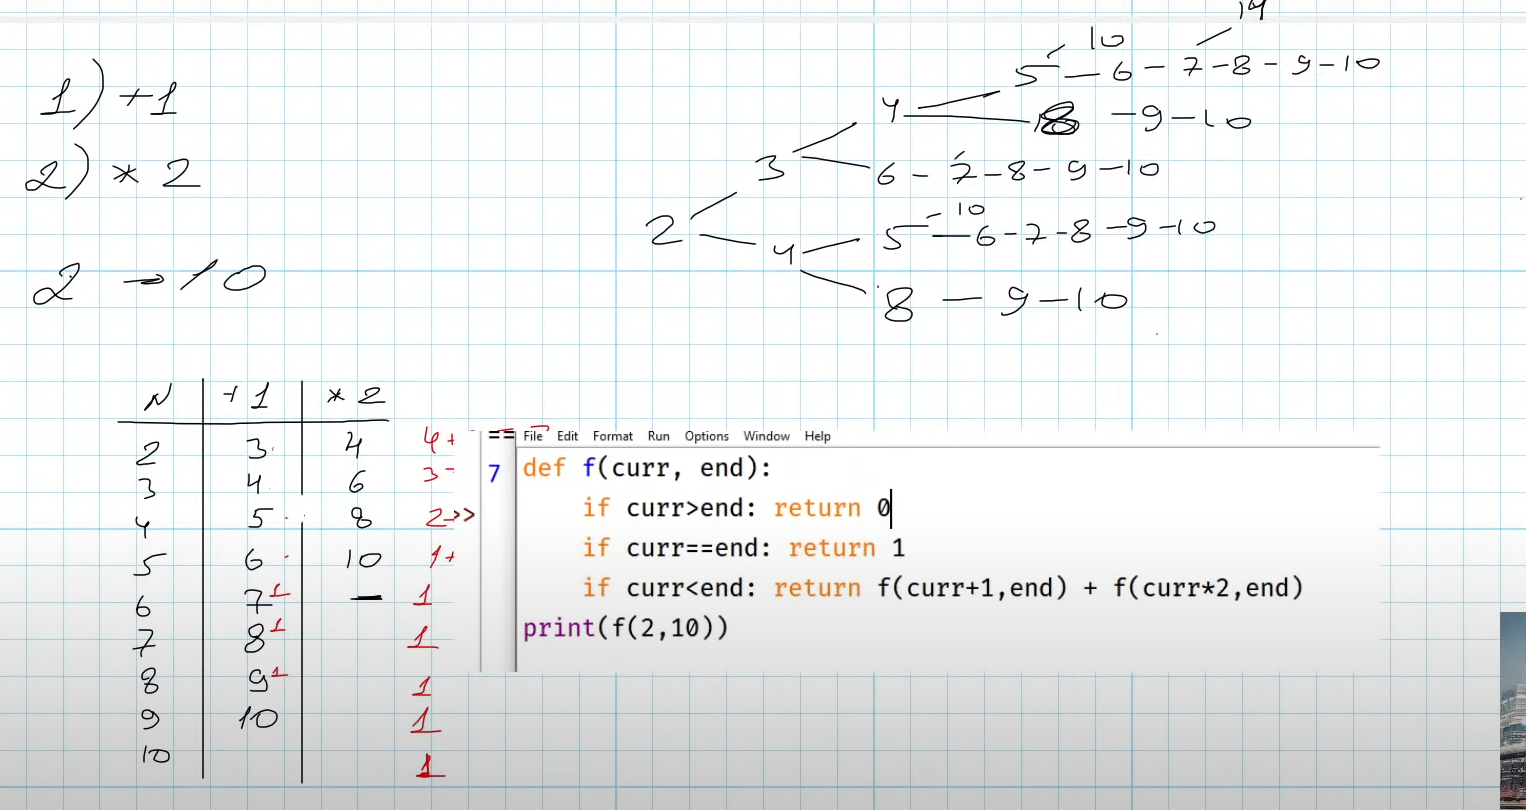 1) +1
2) * 2
2 → 10
14
10
5 - 6 - 7 - 8 - 9 - 10
4
8 - 9 - 10
3
6 - 7 - 8 - 9 - 10
2
10
5 - 6 - 7 - 8 - 9 - 10
4
8 - 9 - 10
N +1 * 2
2 3 4 4+
3 4 6 3
4 5 8 2
5 6 10 1+
6 7 1 - 1
7 8 1 1
8 9 1 1
9 10 1
10 1
==
7
>>
File Edit Format Run Options Window Help
def f(curr, end):
if curr>end: return 0
if curr==end: return 1
if curr<end: return f(curr+1,end) + f(curr*2,end)
print(f(2,10))